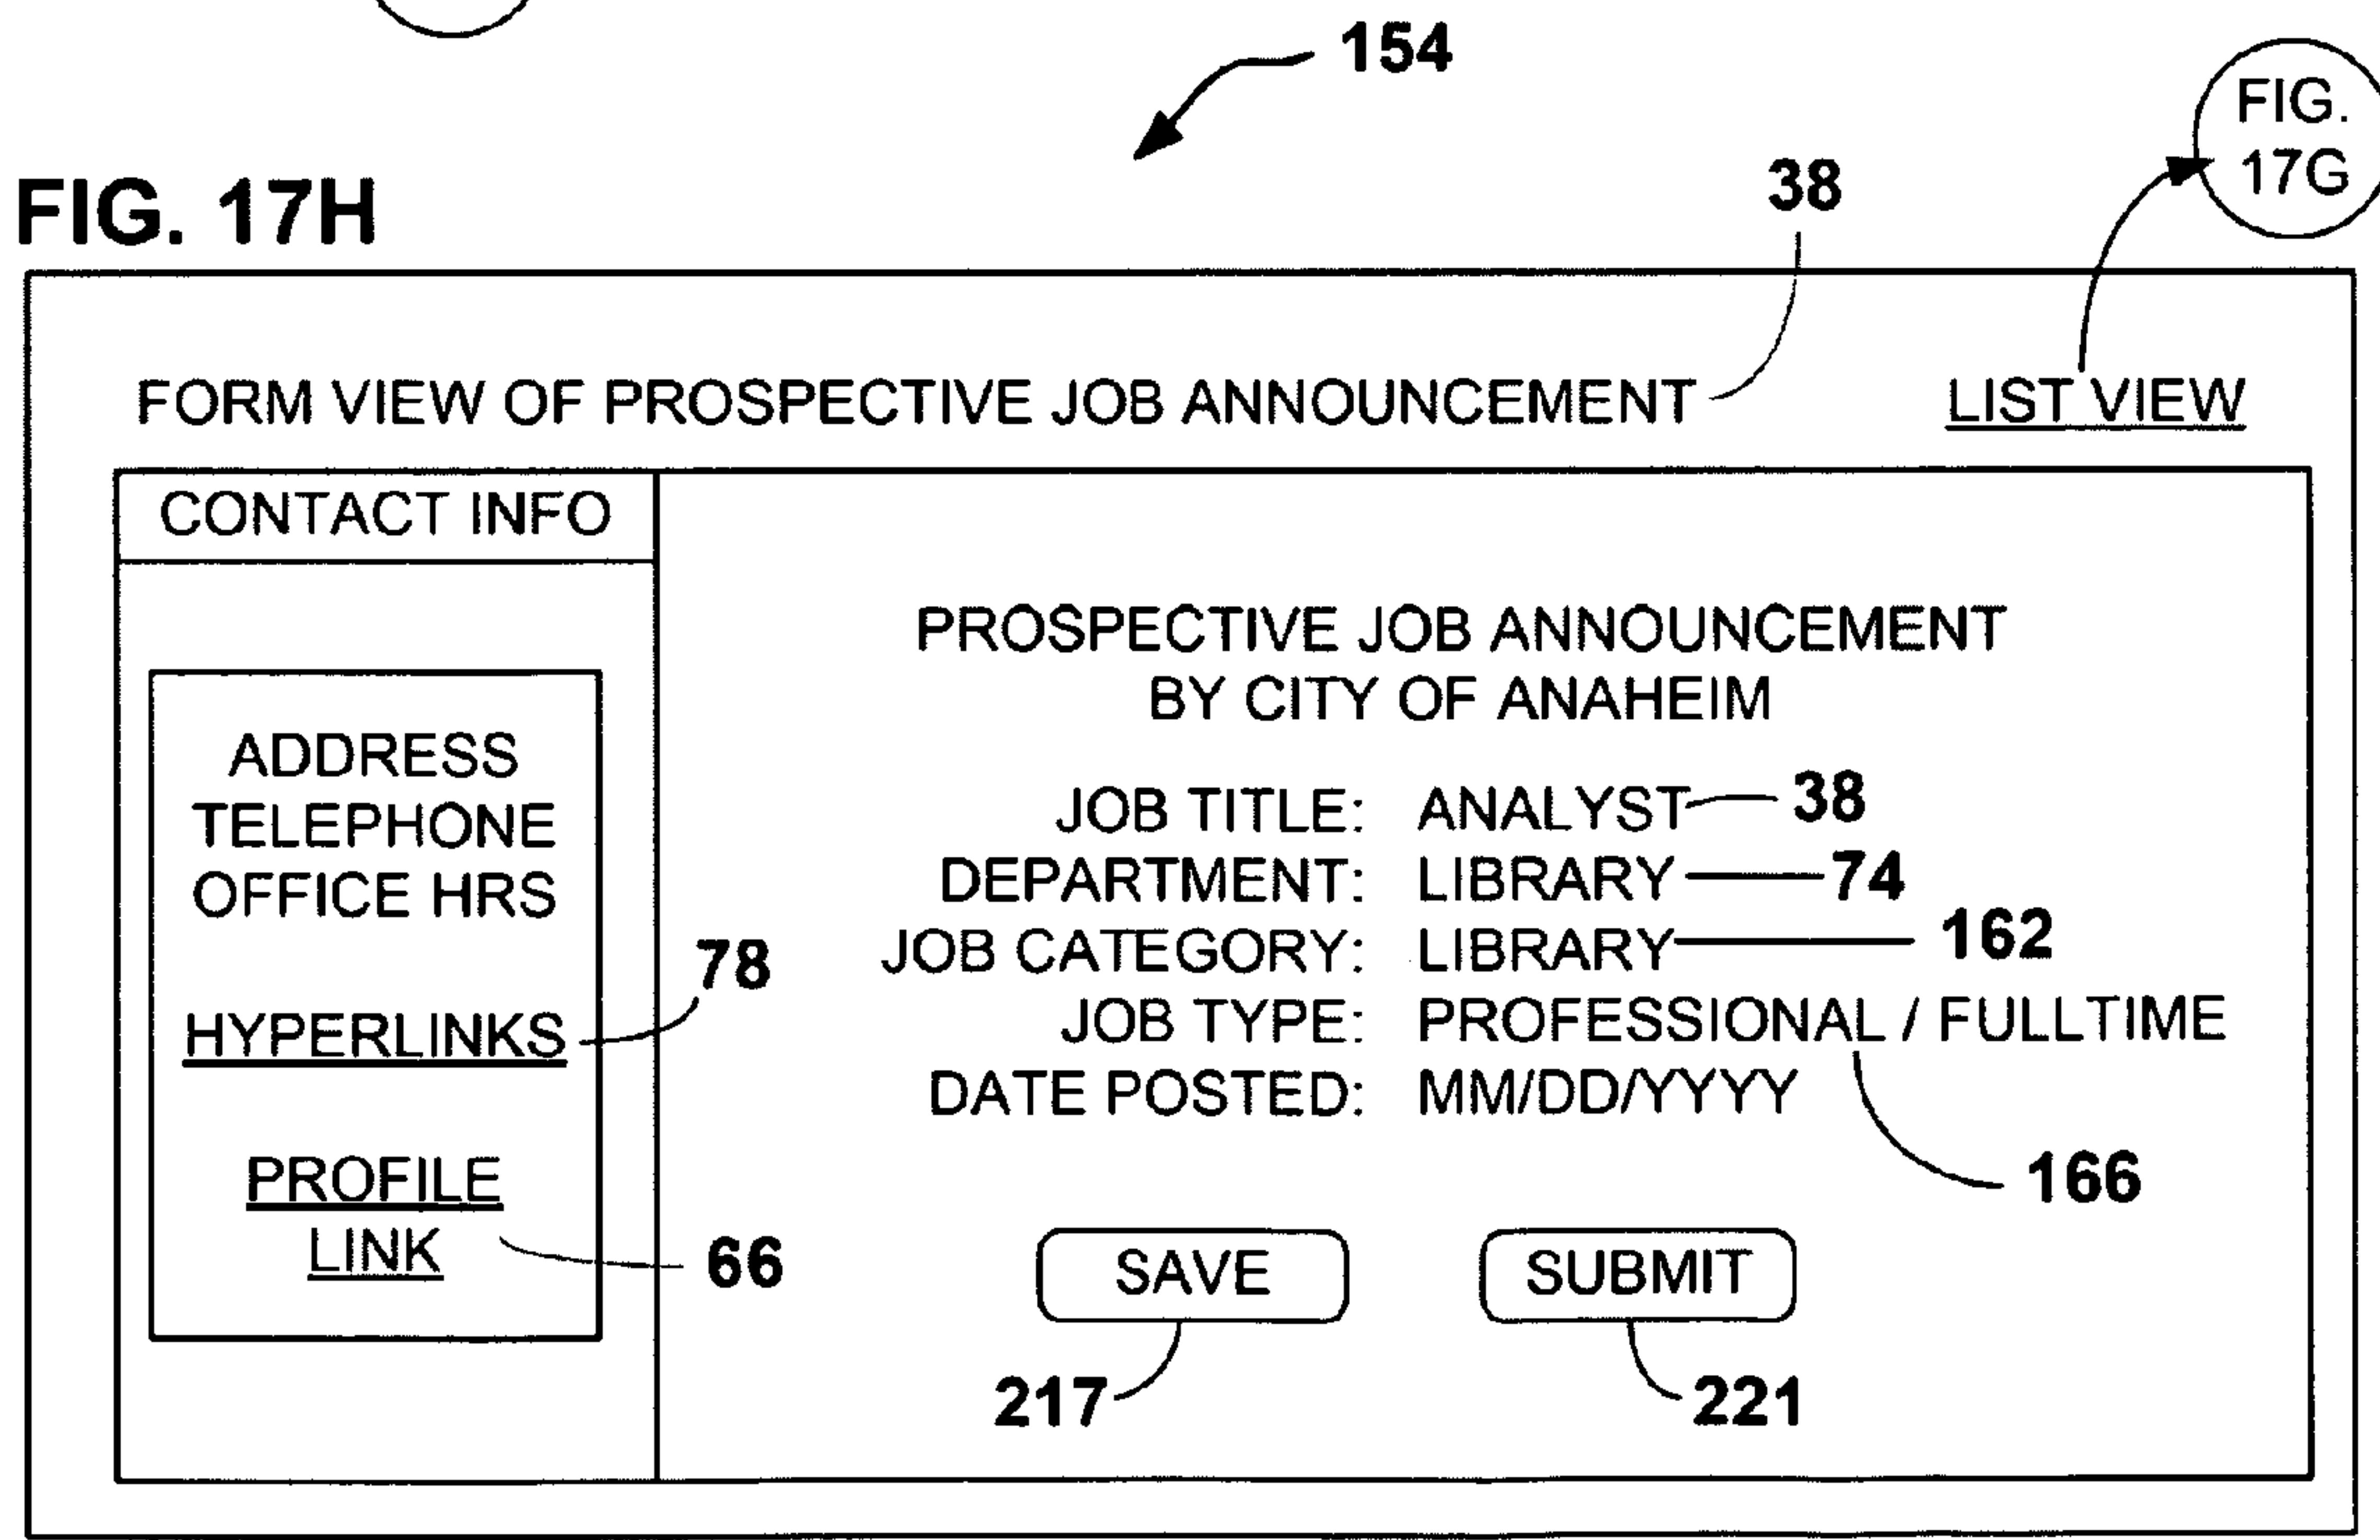 154
FIG.
17G
38
FIG. 17H
FORM VIEW OF PROSPECTIVE JOB ANNOUNCEMENT
LIST VIEW
CONTACT INFO
ADDRESS
TELEPHONE
OFFICE HRS
HYPERLINKS
78
PROFILE
LINK
66
PROSPECTIVE JOB ANNOUNCEMENT
BY CITY OF ANAHEIM
JOB TITLE: ANALYST 38
DEPARTMENT: LIBRARY 74
JOB CATEGORY: LIBRARY 162
JOB TYPE: PROFESSIONAL / FULLTIME
DATE POSTED: MM/DD/YYYY
166
SAVE
SUBMIT
217
221